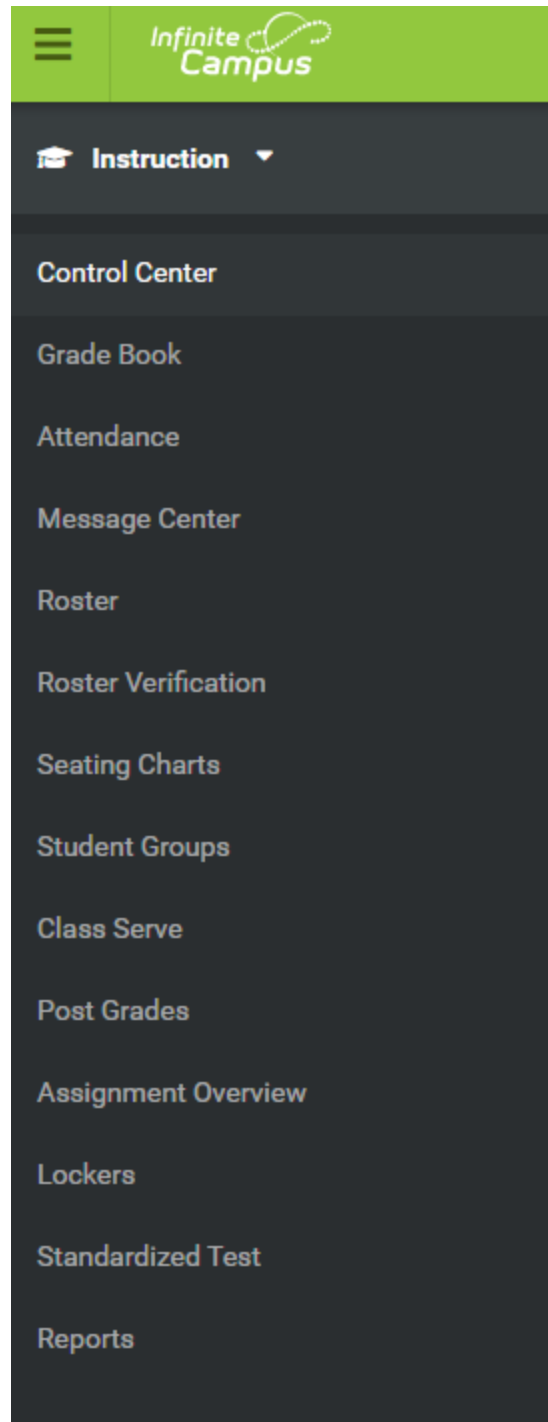 Infinite
Campus
Instruction
Control Center
Grade Book
Attendance
Message Center
Roster
Roster Verification
Seating Charts
Student Groups
Class Serve
Post Grades
Assignment Overview
Lockers
Standardized Test
Reports